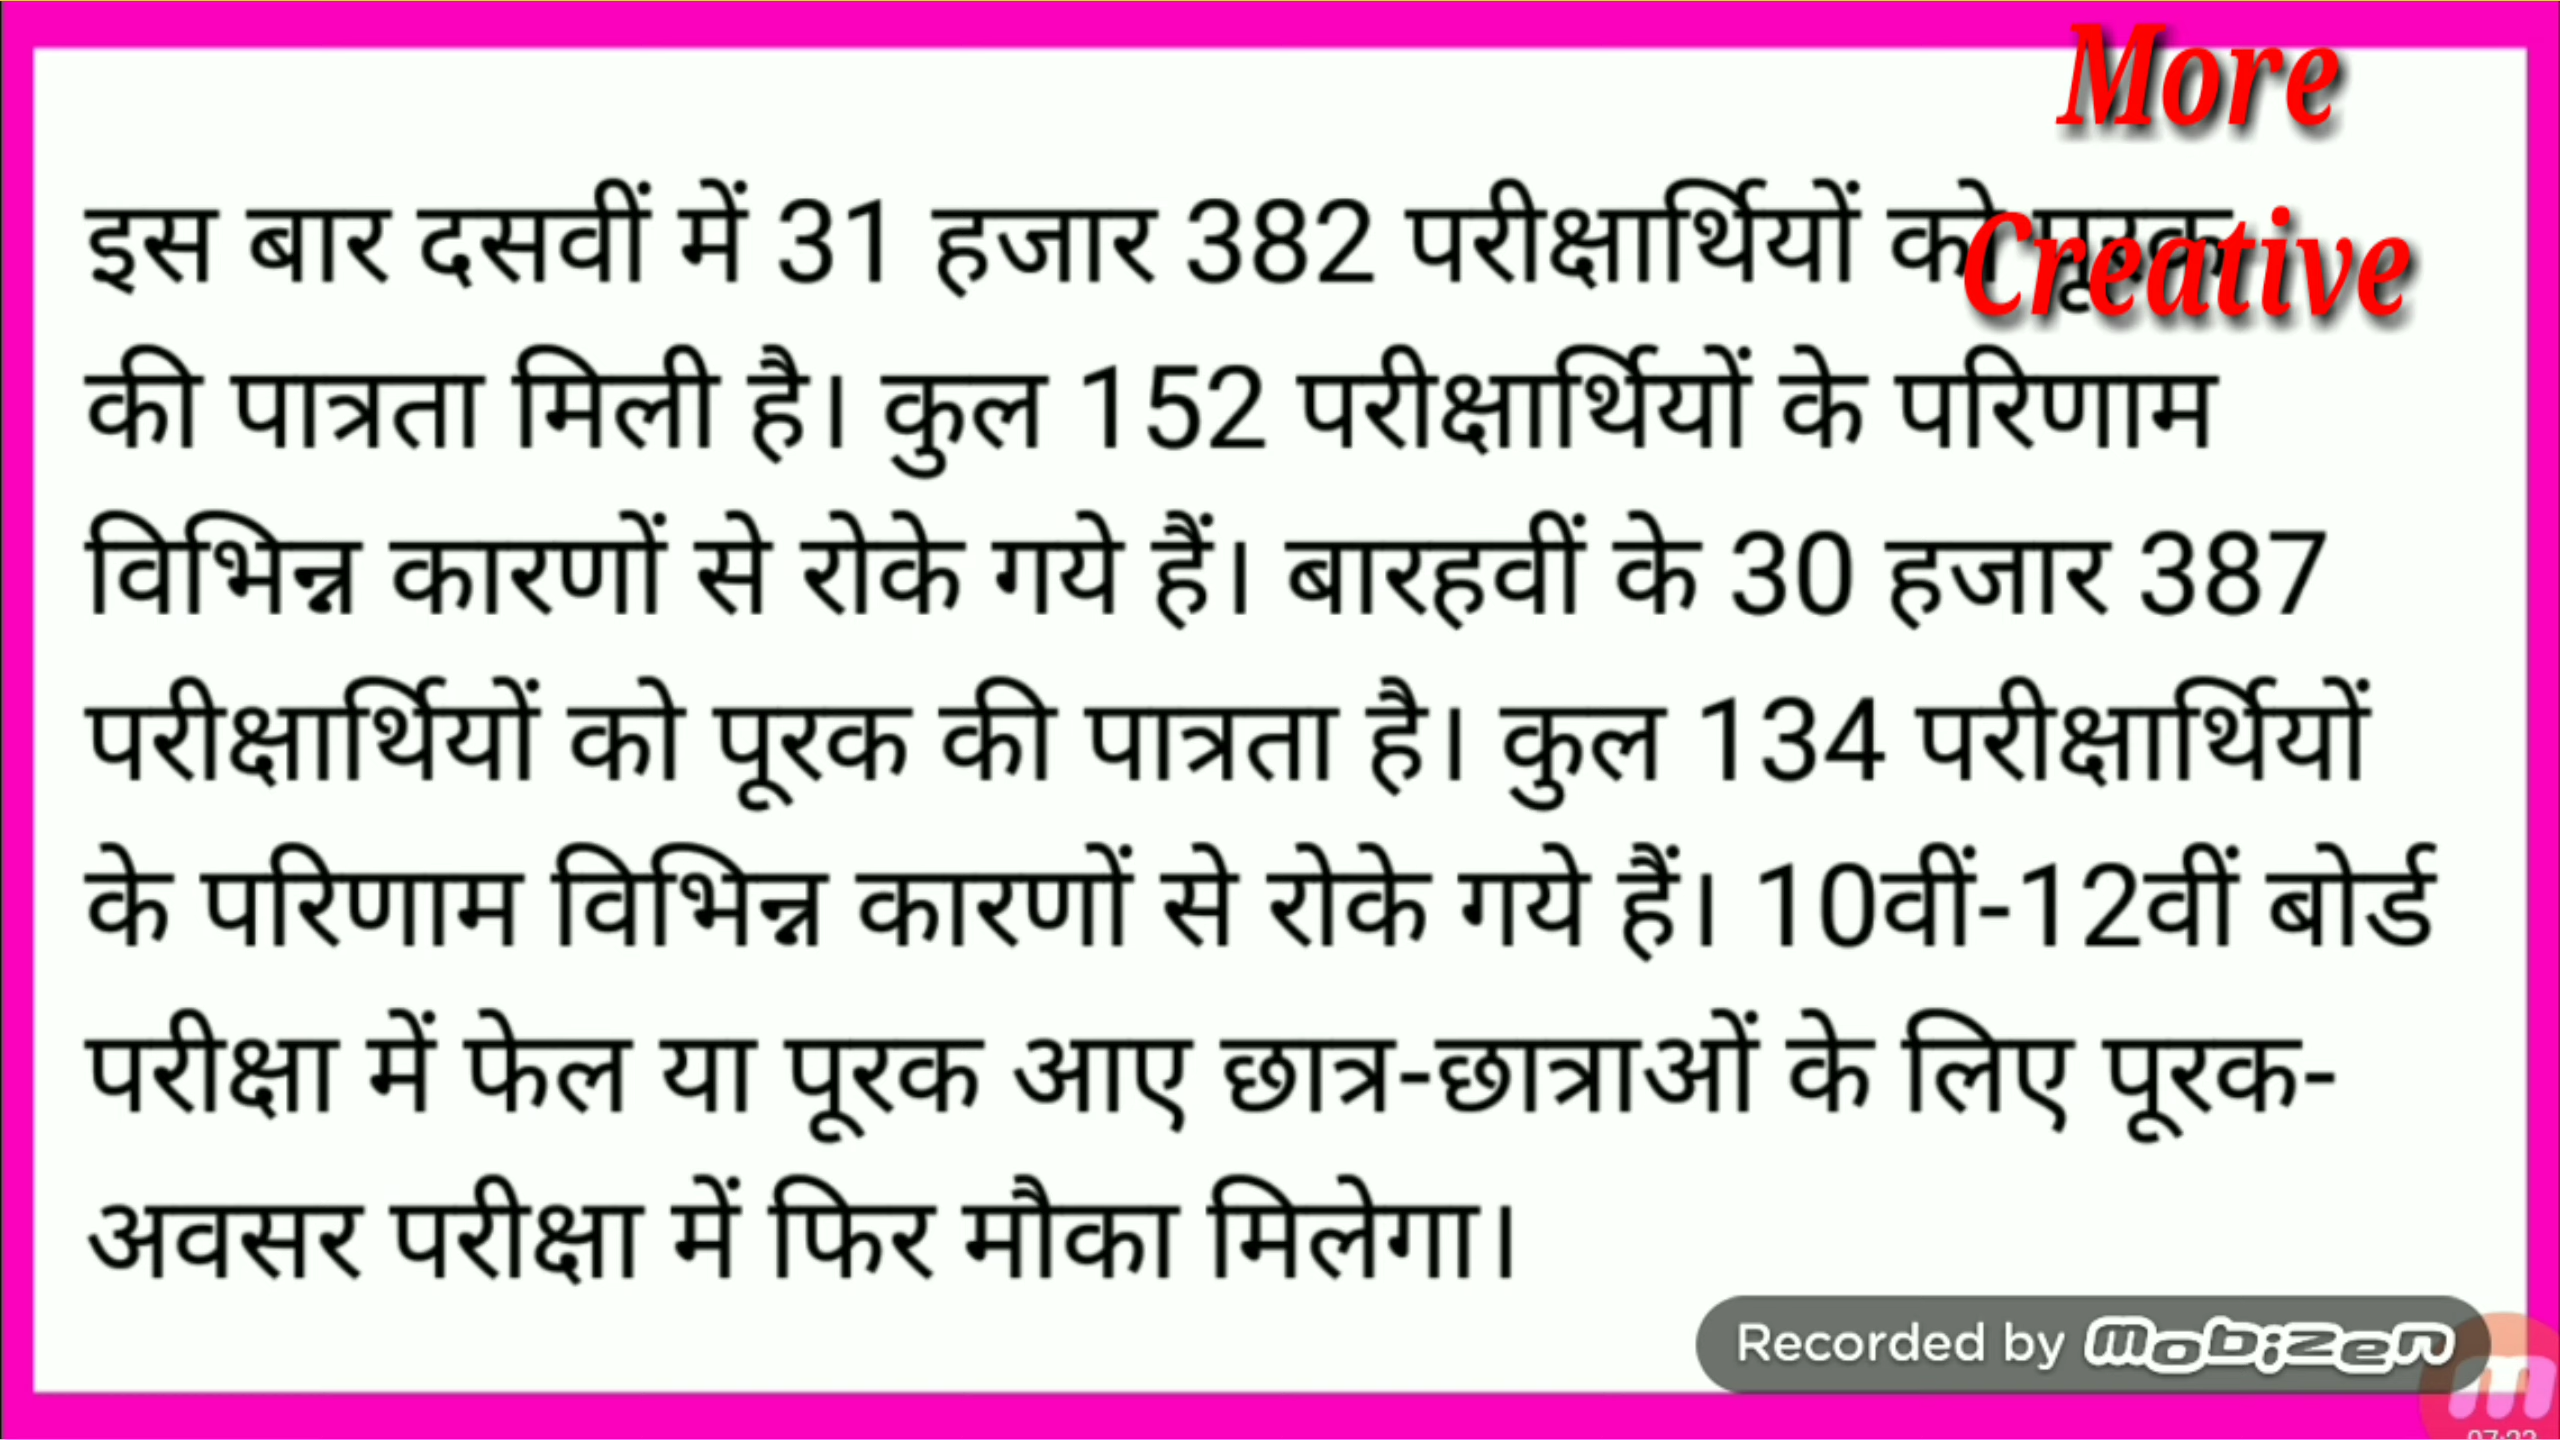 More
Creative
इस बार दसवीं में 31 हजार 382 परीक्षार्थियों को पूरक
की पात्रता मिली है। कुल 152 परीक्षार्थियों के परिणाम
विभिन्न कारणों से रोके गये हैं। बारहवीं के 30 हजार 387
परीक्षार्थियों को पूरक की पात्रता है। कुल 134 परीक्षार्थियों
के परिणाम विभिन्न कारणों से रोके गये हैं। 10वीं-12वीं बोर्ड
परीक्षा में फेल या पूरक आए छात्र-छात्राओं के लिए पूरक-
अवसर परीक्षा में फिर मौका मिलेगा।
Recorded by mobizen